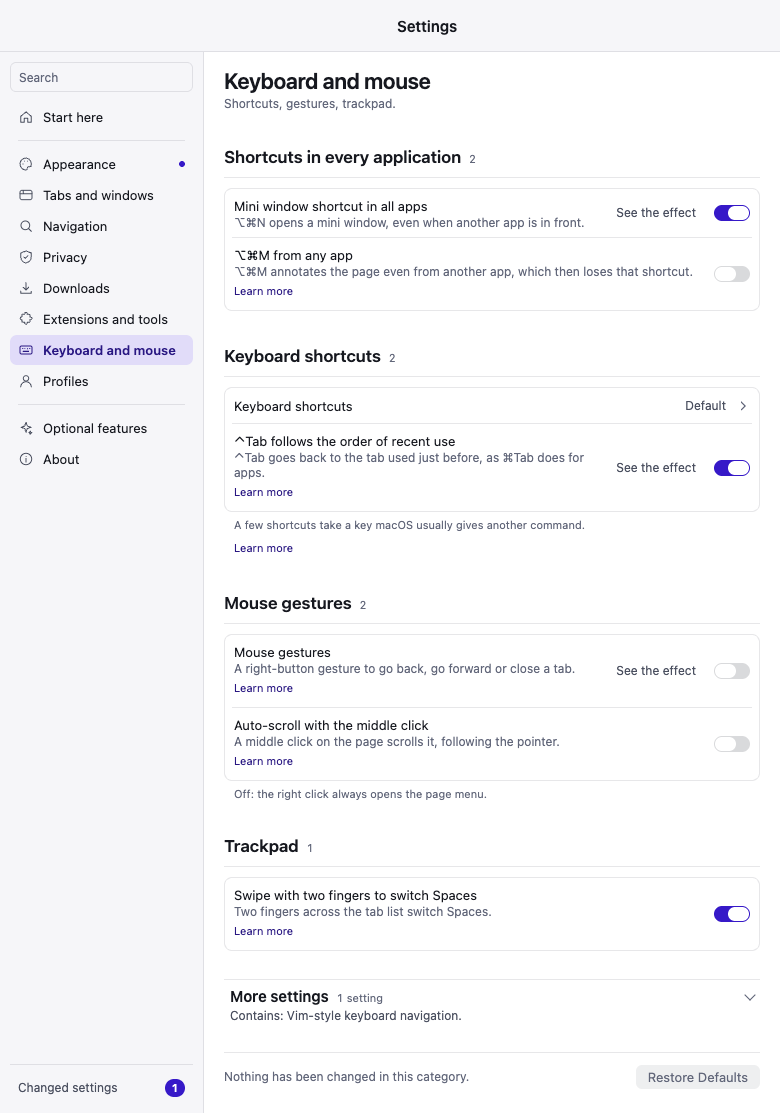 Settings
Search
Start here
Appearance
Tabs and windows
Navigation
Privacy
Downloads
Extensions and tools
Keyboard and mouse
Profiles
Optional features
About
Changed settings 1
Keyboard and mouse
Shortcuts, gestures, trackpad.
Shortcuts in every application 2
Mini window shortcut in all apps
⌥⌘N opens a mini window, even when another app is in front.
See the effect
⌥⌘M from any app
⌥⌘M annotates the page even from another app, which then loses that shortcut.
Learn more
Keyboard shortcuts 2
Keyboard shortcuts
Default
^Tab follows the order of recent use
^Tab goes back to the tab used just before, as ⌘Tab does for
apps.
See the effect
Learn more
A few shortcuts take a key macOS usually gives another command.
Learn more
Mouse gestures 2
Mouse gestures
A right-button gesture to go back, go forward or close a tab.
See the effect
Learn more
Auto-scroll with the middle click
A middle click on the page scrolls it, following the pointer.
Learn more
Off: the right click always opens the page menu.
Trackpad 1
Swipe with two fingers to switch Spaces
Two fingers across the tab list switch Spaces.
Learn more
More settings 1 setting
Contains: Vim-style keyboard navigation.
Nothing has been changed in this category.
Restore Defaults